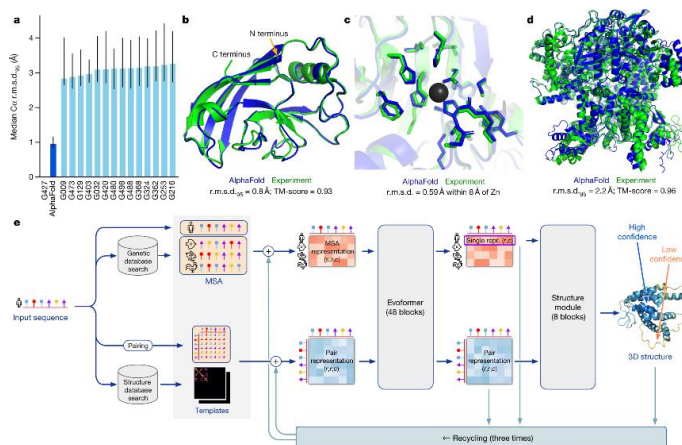 a
Median Cα r.m.s.d.95 (Å)
4
3
2
1
0
G427
AlphaFold
G009
G473
G129
G403
G032
G420
G480
G498
G488
G368
G324
G362
G253
G216
b
N terminus
C terminus
AlphaFold Experiment
r.m.s.d.95 = 0.8 Å; TM-score = 0.93
c
AlphaFold Experiment
r.m.s.d. = 0.59 Å within 8 Å of Zn
d
AlphaFold Experiment
r.m.s.d.95 = 2.2 Å; TM-score = 0.96
e
Input sequence
Genetic
database
search
MSA
Pairing
Structure
database
search
Templates
MSA
representation
(s,r,c)
Pair
representation
(r,r,c)
Evoformer
(48 blocks)
Single repr. (r,c)
Pair
representation
(r,r,c)
Structure
module
(8 blocks)
High
confidence
Low
confidence
3D structure
← Recycling (three times)